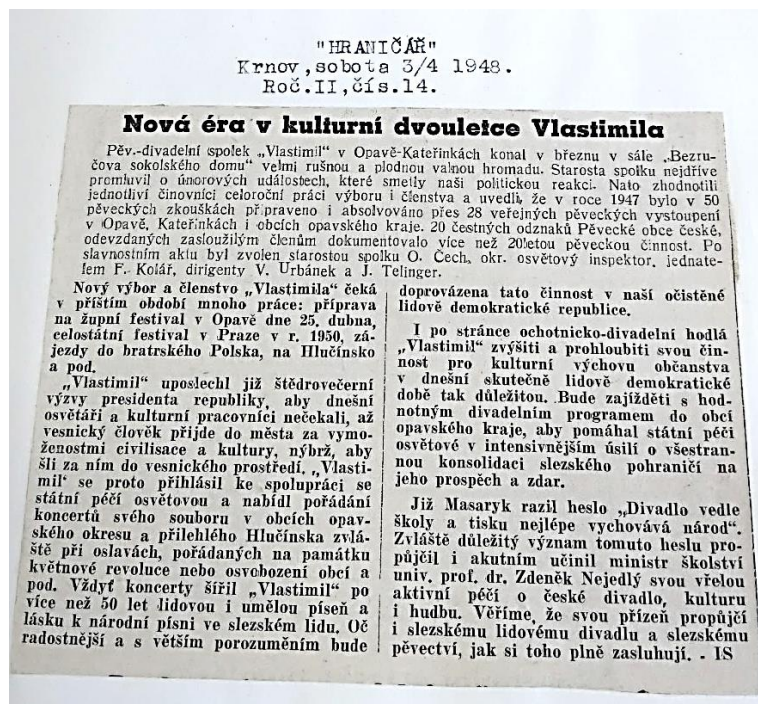 "HRANIČÁŘ"
Krnov,sobota 3/4 1948.
Roč.II,čís.14.
Nová éra v kulturní dvouletce Vlastimila
Pěv.-divadelní spolek „Vlastimil“ v Opavě-Kateřinkách konal v březnu v sále „Bezru-
čova sokolského domu“ velmi rušnou a plodnou valnou hromadu. Starosta spolku nejdříve
promluvil o únorových událostech, které smetly naši politickou reakci. Nato zhodnotili
jednotliví činovníci celoroční práci výboru i členstva a uvedli, že v roce 1947 bylo v 50
pěveckých zkouškách připraveno i absolvováno přes 28 veřejných pěveckých vystoupení
v Opavě, Kateřinkách i obcích opavského kraje. 20 čestných odznaků Pěvecké obce české,
odevzdaných zasloužilým členům dokumentovalo více než 20letou pěveckou činnost. Po
slavnostním aktu byl zvolen starostou spolku O. Čech, okr. osvětový inspektor, jednate-
lem F. Kolář, dirigenty V. Urbánek a J. Telinger.
Nový výbor a členstvo „Vlastimila“ čeká
v příštím období mnoho práce: příprava
na župní festival v Opavě dne 25. dubna,
celostátní festival v Praze v r. 1950, zá-
jezdy do bratrského Polska, na Hlučínsko
a pod.
„Vlastimil“ uposlechl již štědrovečerní
výzvy presidenta republiky, aby dnešní
osvětáři a kulturní pracovníci nečekali, až
vesnický člověk přijde do města za vymo-
ženostmi civilisace a kultury, nýbrž, aby
šli za ním do vesnického prostředí. „Vlasti-
mil‘ se proto přihlásil ke spolupráci se
státní péčí osvětovou a nabídl pořádání
koncertů svého souboru v obcích opav-
ského okresu a přilehlého Hlučínska zvlá-
ště při oslavách, pořádaných na památku
květnové revoluce nebo osvobození obcí a
pod. Vždyť koncerty šířil „Vlastimil“ po
více než 50 let lidovou i umělou píseň a
lásku k národní písni ve slezském lidu. Oč
radostnější a s větším porozuměním bude
doprovázena tato činnost v naší očistěné
lidově demokratické republice.
I po stránce ochotnicko-divadelní hodlá
„Vlastimil“ zvýšiti a prohloubiti svou čin-
nost pro kulturní výchovu občanstva
v dnešní skutečně lidově demokratické
době tak důležitou. Bude zajížděti s hod-
notným divadelním programem do obcí
opavského kraje, aby pomáhal státní péči
osvětové v intensivnějším úsilí o všestran-
nou konsolidaci slezského pohraničí na
jeho prospěch a zdar.
Již Masaryk razil heslo „Divadlo vedle
školy a tisku nejlépe vychovává národ“.
Zvláště důležitý význam tomuto heslu pro-
půjčil i akutním učinil ministr školství
univ. prof. dr. Zdeněk Nejedlý svou vřelou
aktivní péčí o české divadlo, kulturu
i hudbu. Věříme, že svou přízeň propůjčí
i slezskému lidovému divadlu a slezskému
pěvectví, jak si toho plně zasluhují. - IS